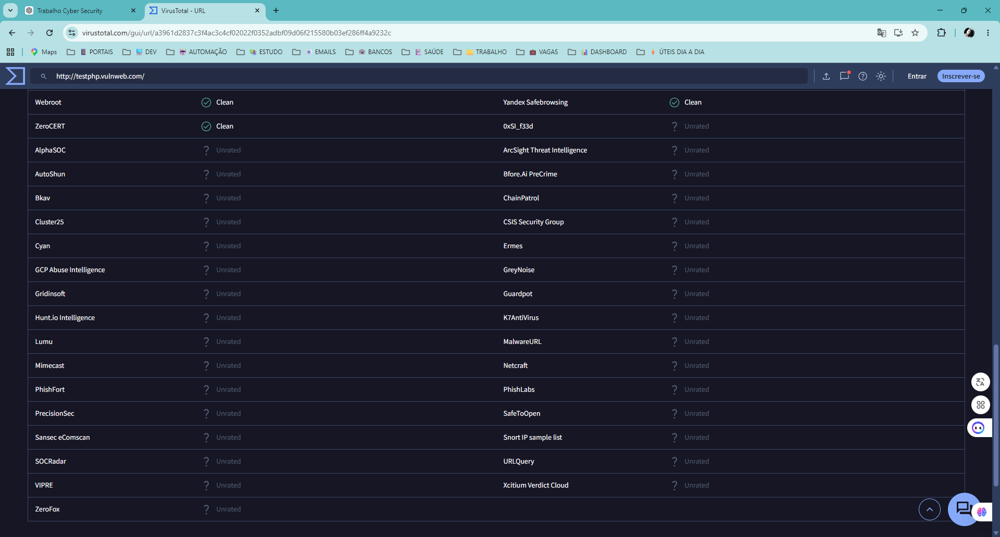 Trabalho Cyber Security
VirusTotal - URL
virustotal.com/gui/url/a3961d2837c3f4ac3c4cf02022f0352adbf09d06f215580b03ef286ff4a9232c
Maps PORTAIS DEV AUTOMAÇÃO ESTUDO EMAILS BANCOS SAÚDE TRABALHO VAGAS DASHBOARD ÚTEIS DIA A DIA
http://testphp.vulnweb.com/ Entrar Inscrever-se
Webroot Clean Yandex Safebrowsing Clean
ZeroCERT Clean 0xSI_f33d Unrated
AlphaSOC Unrated ArcSight Threat Intelligence Unrated
AutoShun Unrated Bfore.Ai PreCrime Unrated
Bkav Unrated ChainPatrol Unrated
Cluster25 Unrated CSIS Security Group Unrated
Cyan Unrated Ermes Unrated
GCP Abuse Intelligence Unrated GreyNoise Unrated
Gridinsoft Unrated Guardpot Unrated
Hunt.io Intelligence Unrated K7AntiVirus Unrated
Lumu Unrated MalwareURL Unrated
Mimecast Unrated Netcraft Unrated
PhishFort Unrated PhishLabs Unrated
PrecisionSec Unrated SafeToOpen Unrated
Sansec eComscan Unrated Snort IP sample list Unrated
SOCRadar Unrated URLQuery Unrated
VIPRE Unrated Xcitium Verdict Cloud Unrated
ZeroFox Unrated